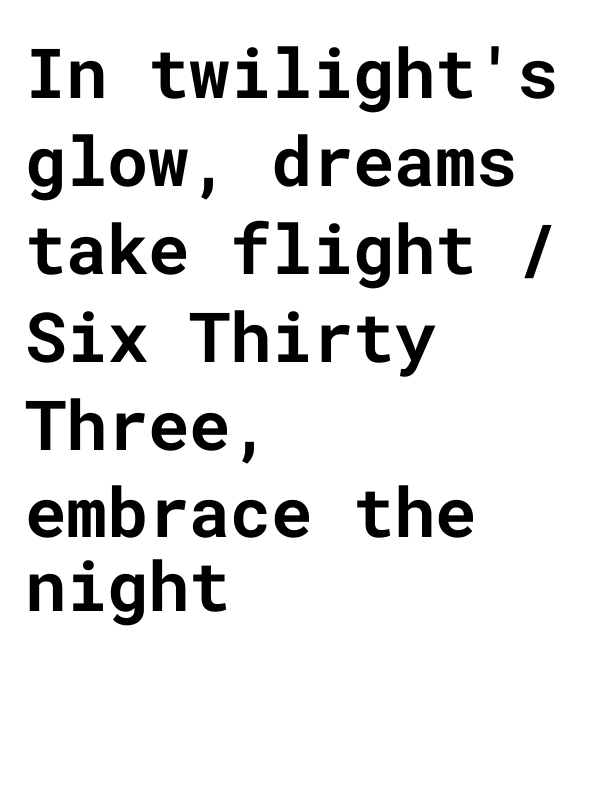 In twilight's
glow, dreams
take flight /
Six Thirty
Three,
embrace the
night